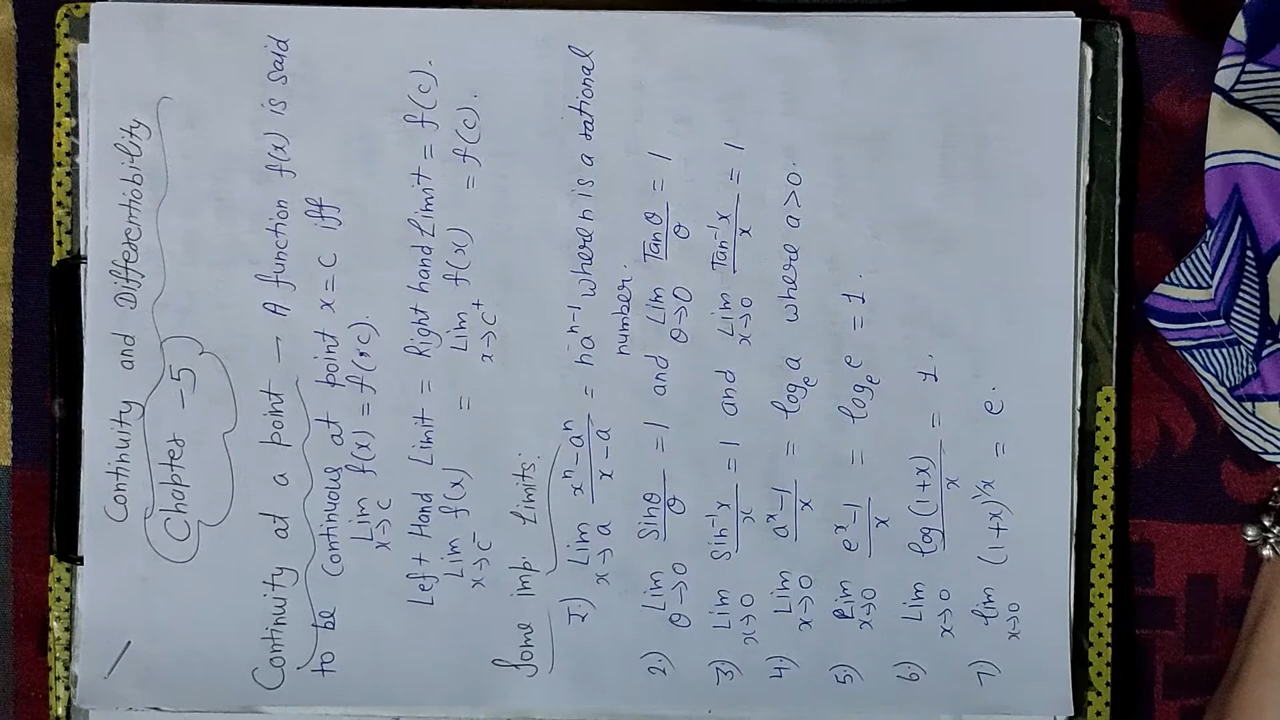 Continuity and Differentiability
Chapter - 5
Continuity at a point — A function f(x) is said
to be continuous at point x = c iff
Lim x→c f(x) = f(c).
Left Hand Limit = Right hand Limit = f(c).
Lim x→c⁻ f(x) = Lim x→c⁺ f(x) = f(c).
Some imp. Limits:
1.) Lim x→a (xⁿ-aⁿ)/(x-a) = naⁿ⁻¹ where n is a rational
number.
2.) Lim θ→0 Sinθ/θ = 1 and Lim θ→0 Tanθ/θ = 1
3.) Lim x→0 Sin⁻¹x/x = 1 and Lim x→0 Tan⁻¹x/x = 1
4.) Lim x→0 (aˣ-1)/x = logₑa where a>0.
5.) Lim x→0 (eˣ-1)/x = logₑe = 1.
6.) Lim x→0 log(1+x)/x = 1.
7.) lim x→0 (1+x)^1/x = e.